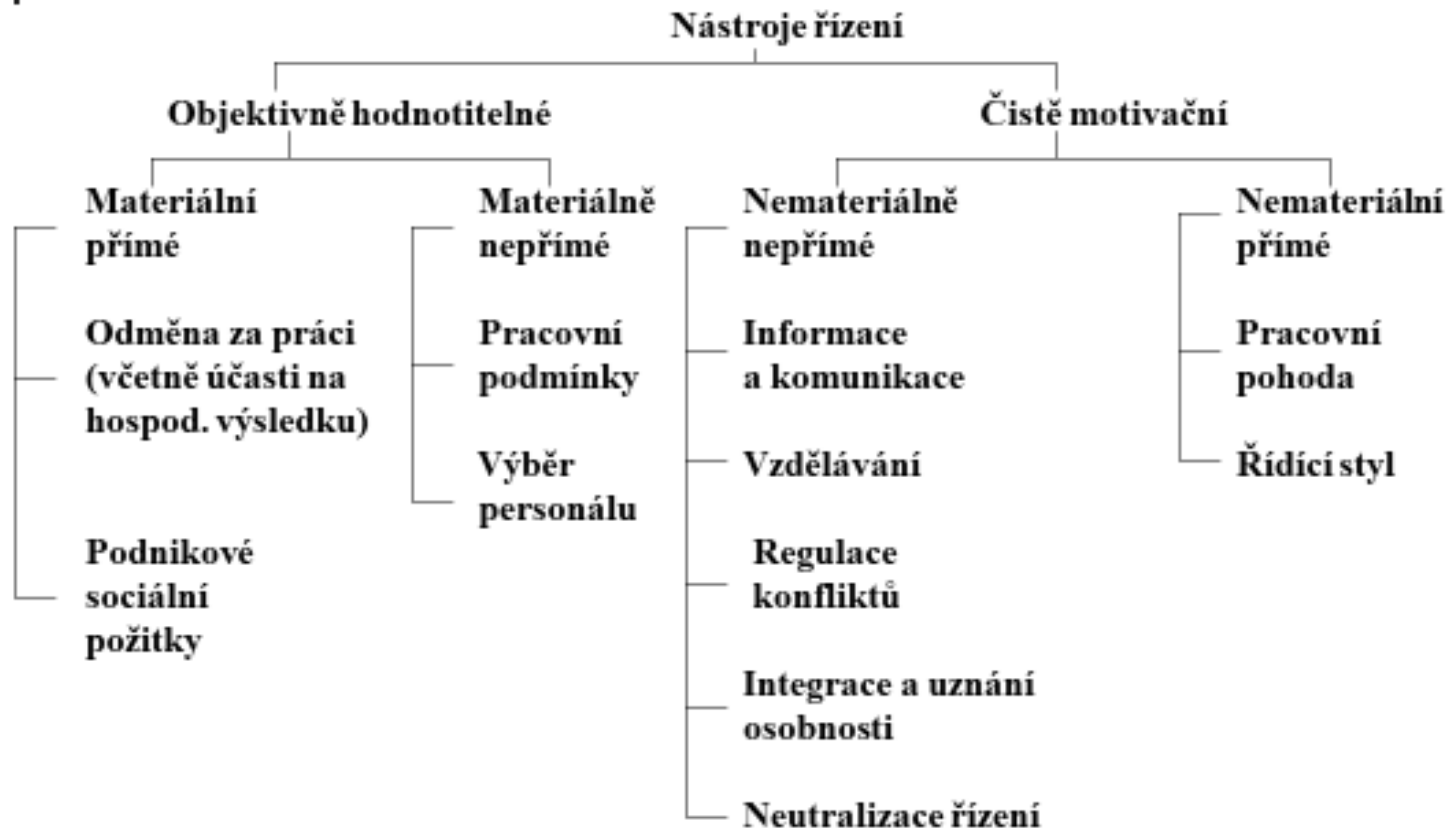 Nástroje řízení
Objektivně hodnotitelné
Čistě motivační
Materiální
přímé
Odměna za práci
(včetně účasti na
hospod. výsledku)
Podnikové
sociální
požitky
Materiálně
nepřímé
Pracovní
podmínky
Výběr
personálu
Nemateriálně
nepřímé
Informace
a komunikace
Vzdělávání
Regulace
konfliktů
Integrace a uznání
osobnosti
Neutralizace řízení
Nemateriální
přímé
Pracovní
pohoda
Řídící styl